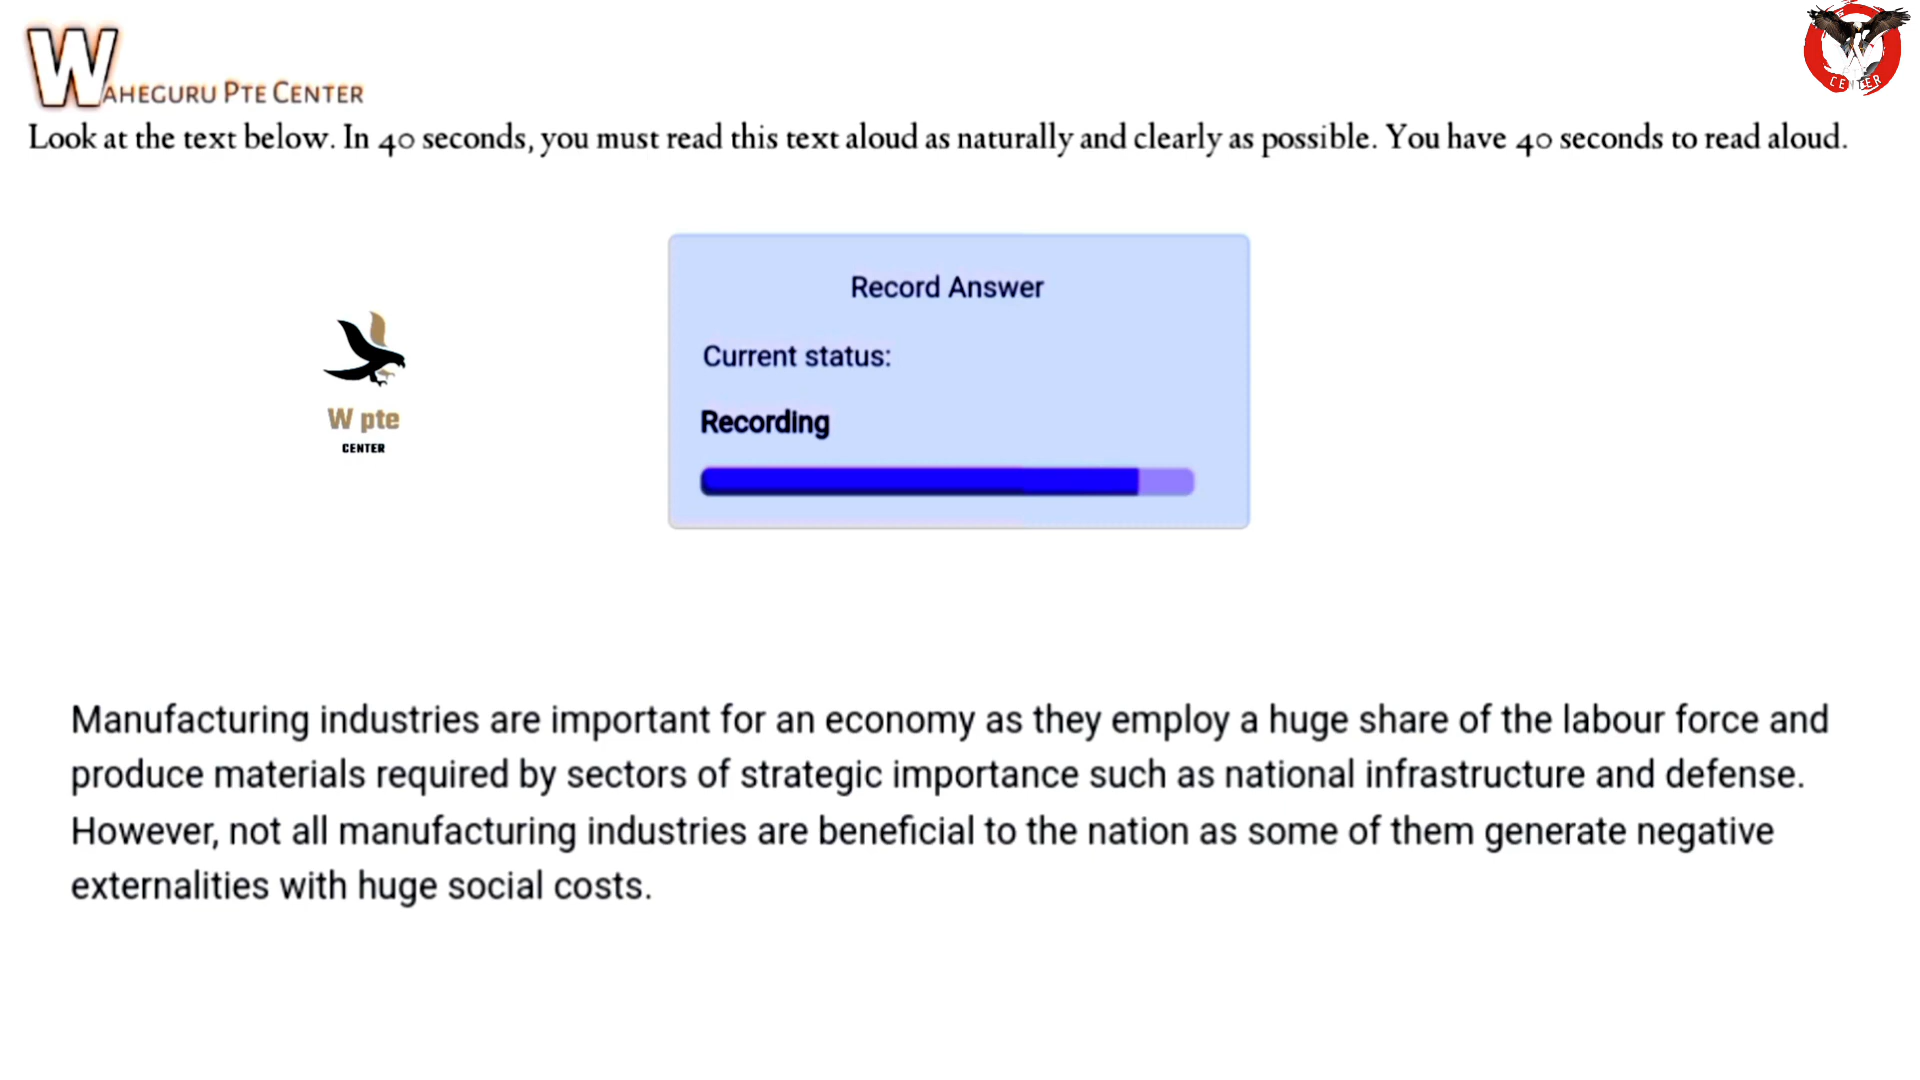 WAHEGURU PTE CENTER
Look at the text below. In 40 seconds, you must read this text aloud as naturally and clearly as possible. You have 40 seconds to read aloud.
Record Answer
Current status:
Recording
W pte
CENTER
Manufacturing industries are important for an economy as they employ a huge share of the labour force and
produce materials required by sectors of strategic importance such as national infrastructure and defense.
However, not all manufacturing industries are beneficial to the nation as some of them generate negative
externalities with huge social costs.